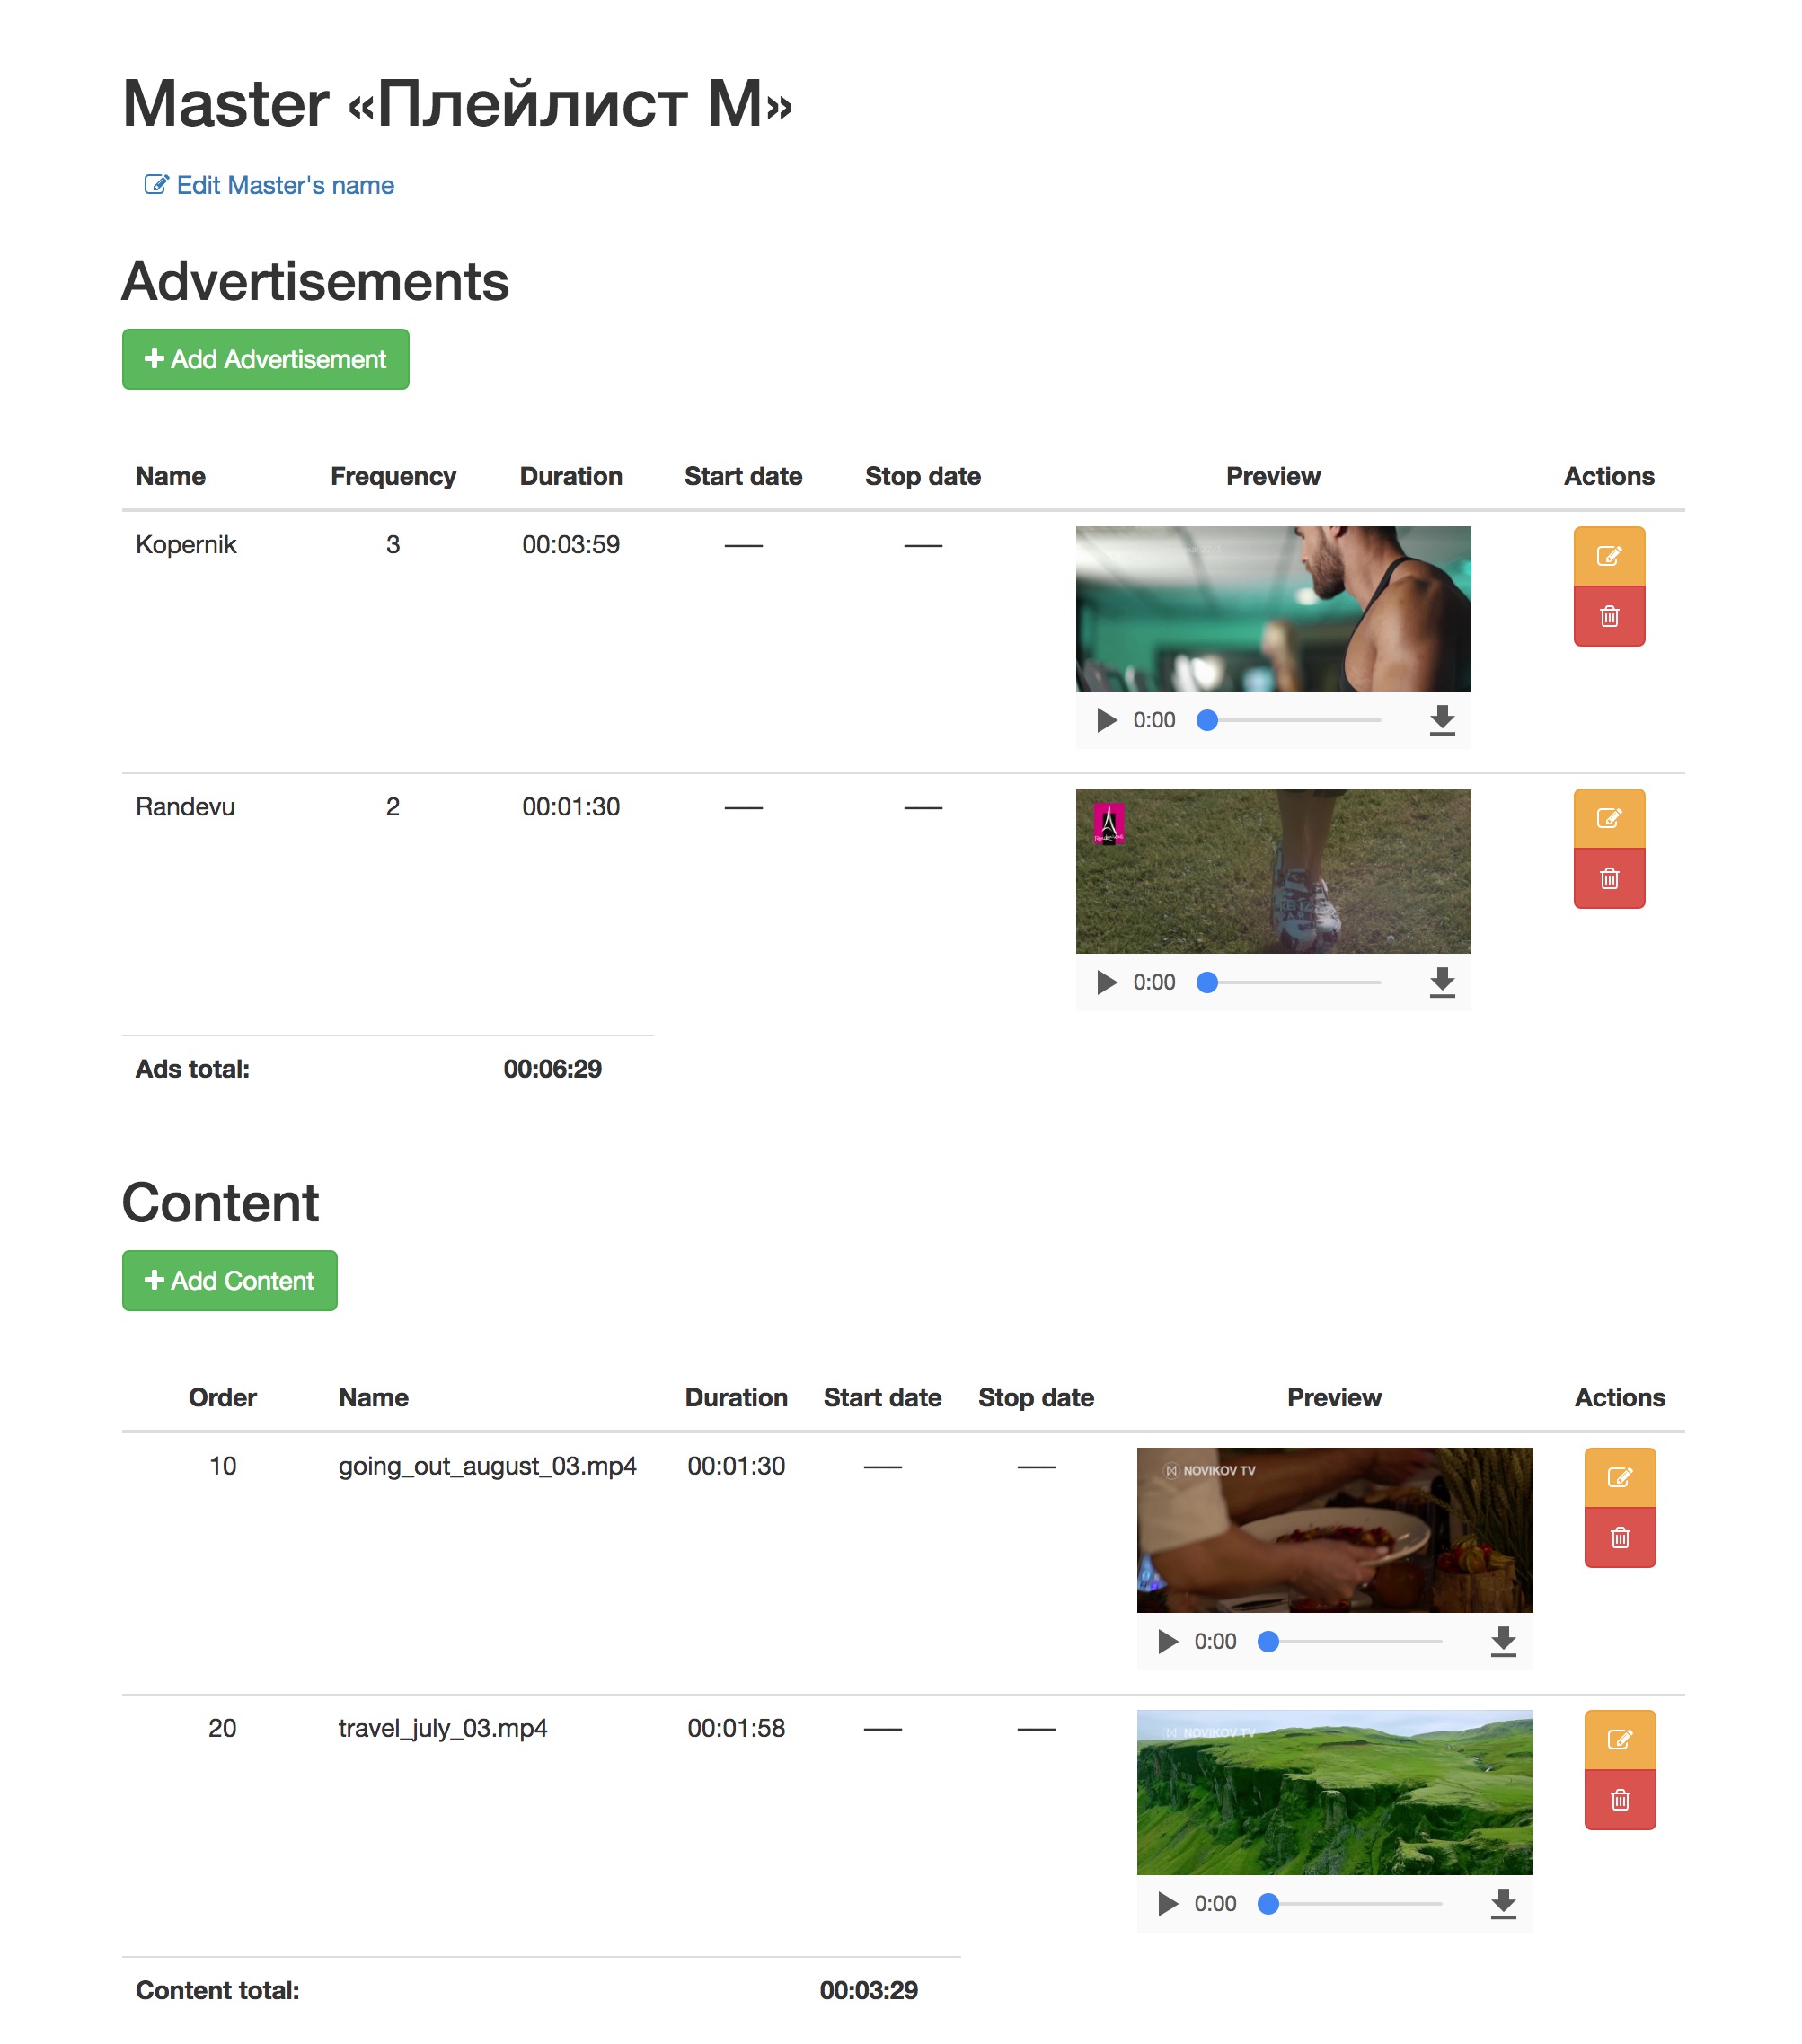 Master «Плейлист М»
Edit Master's name
Advertisements
Add Advertisement
Name Frequency Duration Start date Stop date Preview Actions
Kopernik 3 00:03:59 — —
0:00
Randevu 2 00:01:30 — —
0:00
Ads total: 00:06:29
Content
Add Content
Order Name Duration Start date Stop date Preview Actions
10 going_out_august_03.mp4 00:01:30 — —
NOVIKOV TV
0:00
20 travel_july_03.mp4 00:01:58 — —
NOVIKOV TV
0:00
Content total: 00:03:29